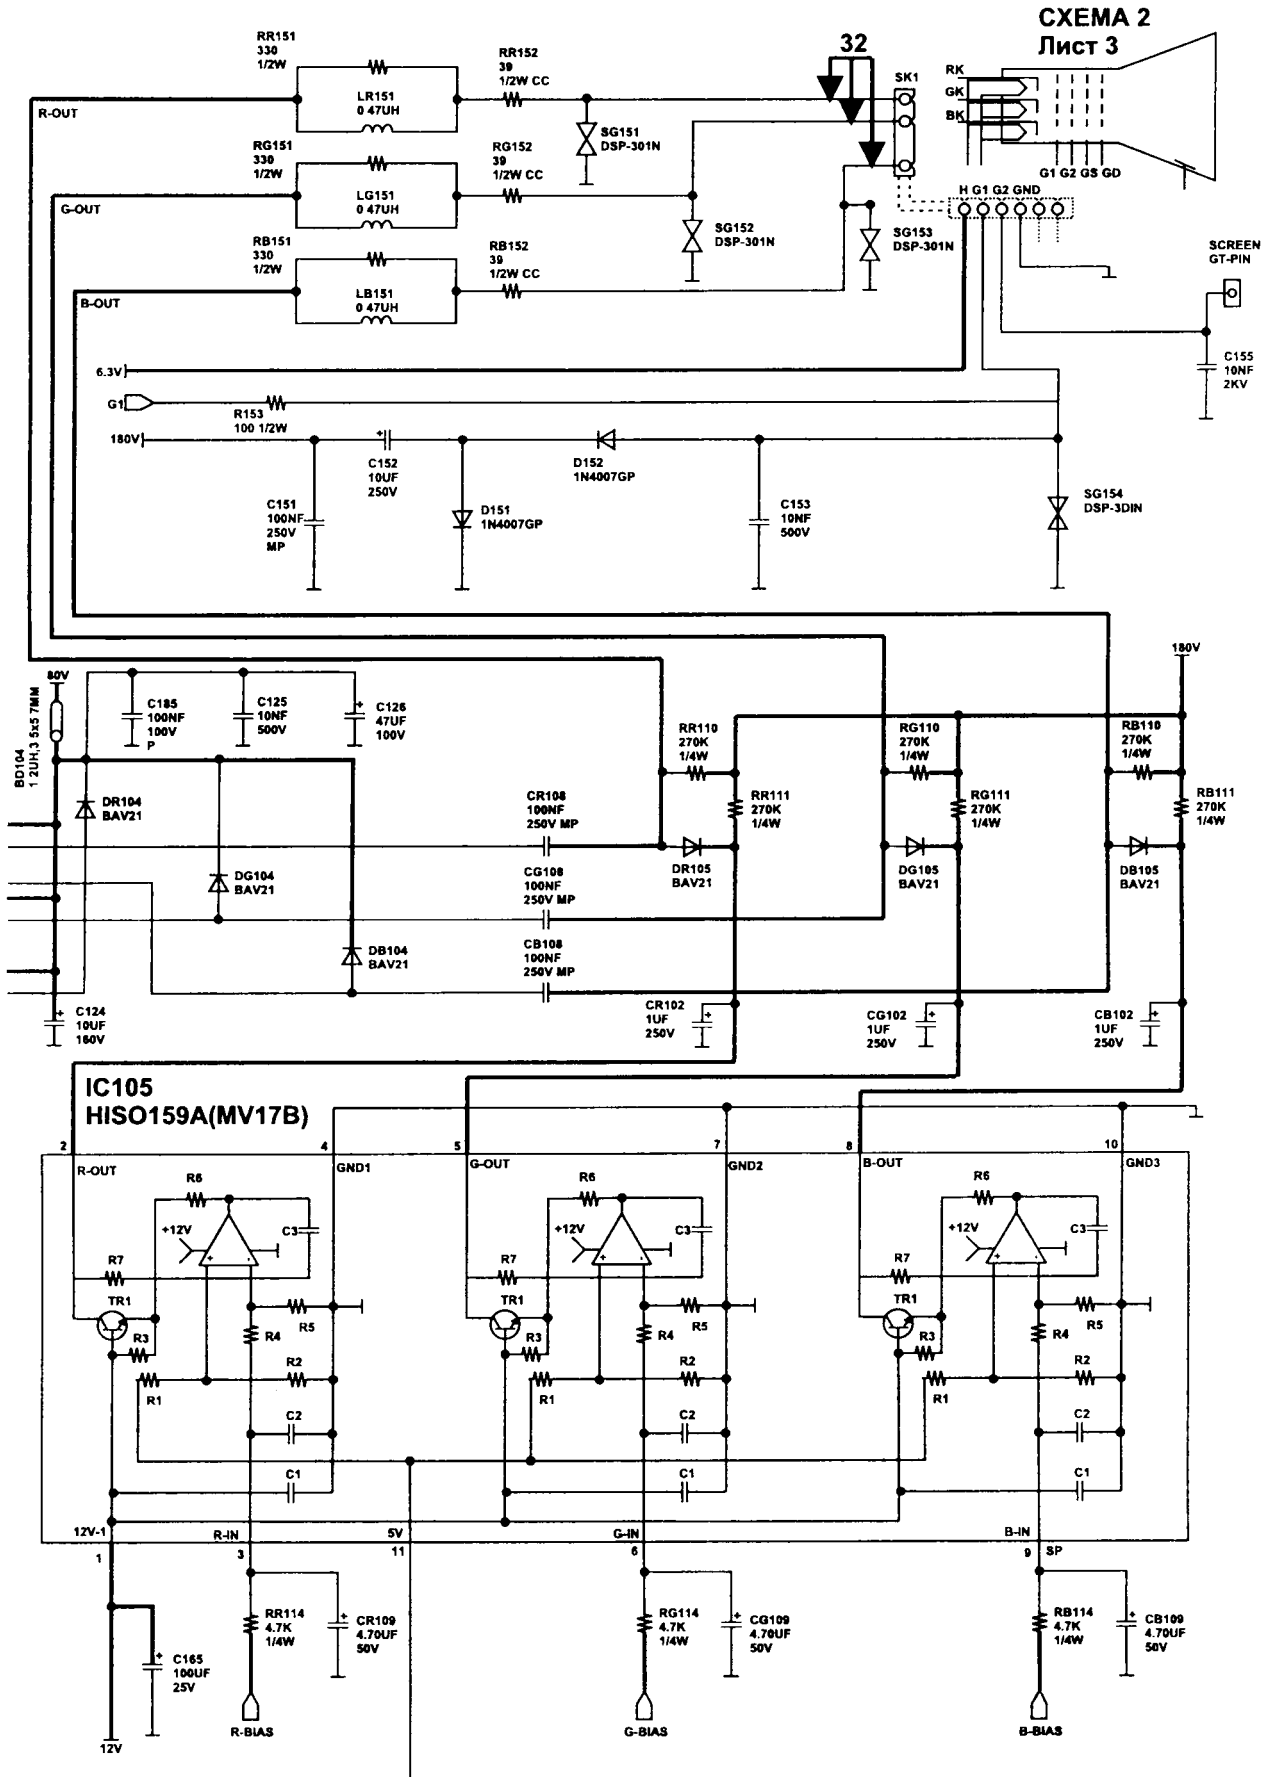 СХЕМА 2
Лист 3
32
RR151
330
1/2W
LR151
0 47UH
RR152
39
1/2W CC
R-OUT
SG151
DSP-301N
SK1
RK
GK
BK
G1 G2 GS GD
RG151
330
1/2W
LG151
0 47UH
RG152
39
1/2W CC
G-OUT
SG152
DSP-301N
SG153
DSP-301N
H G1 G2 GND
RB151
330
1/2W
LB151
0 47UH
RB152
39
1/2W CC
B-OUT
SCREEN
GT-PIN
C155
10NF
2KV
6.3V
G1
R153
100 1/2W
180V
C152
10UF
250V
D152
1N4007GP
C151
100NF
250V
MP
D151
1N4007GP
C153
10NF
500V
SG154
DSP-3DIN
180V
80V
BD104
1 2UH,3 5x5 7MM
C185
100NF
100V
P
C125
10NF
500V
C126
47UF
100V
RR110
270K
1/4W
RG110
270K
1/4W
RB110
270K
1/4W
DR104
BAV21
CR108
100NF
250V MP
RR111
270K
1/4W
RG111
270K
1/4W
RB111
270K
1/4W
DG104
BAV21
CG108
100NF
250V MP
DR105
BAV21
DG105
BAV21
DB105
BAV21
DB104
BAV21
CB108
100NF
250V MP
C124
10UF
160V
CR102
1UF
250V
CG102
1UF
250V
CB102
1UF
250V
IC105
HISO159A(MV17B)
2
4
5
7
8
10
R-OUT
GND1
G-OUT
GND2
B-OUT
GND3
R6
+12V
C3
R7
TR1
R3
R4
R5
R2
R1
C2
C1
R6
+12V
C3
R7
TR1
R3
R4
R5
R2
R1
C2
C1
R6
+12V
C3
R7
TR1
R3
R4
R5
R2
R1
C2
C1
12V-1
R-IN
5V
G-IN
B-IN
1
3
11
6
9
SP
RR114
4.7K
1/4W
CR109
4.70UF
50V
RG114
4.7K
1/4W
CG109
4.70UF
50V
RB114
4.7K
1/4W
CB109
4.70UF
50V
C165
100UF
25V
12V
R-BIAS
G-BIAS
B-BIAS